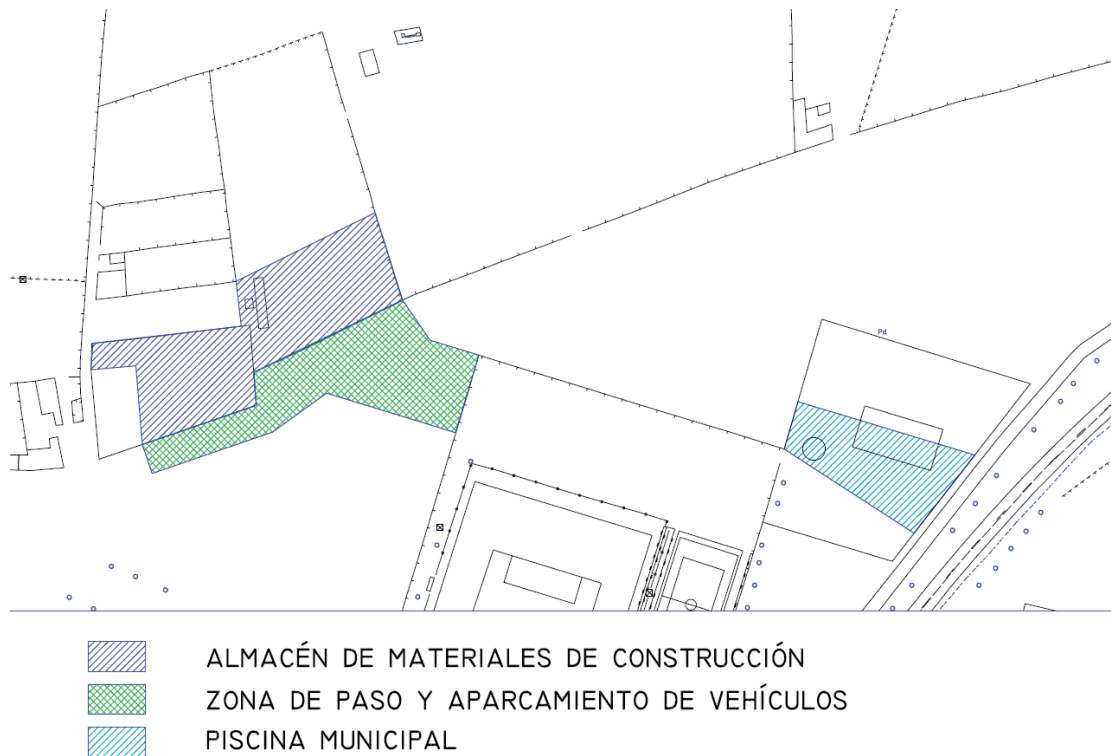 Pd
ALMACÉN DE MATERIALES DE CONSTRUCCIÓN
ZONA DE PASO Y APARCAMIENTO DE VEHÍCULOS
PISCINA MUNICIPAL